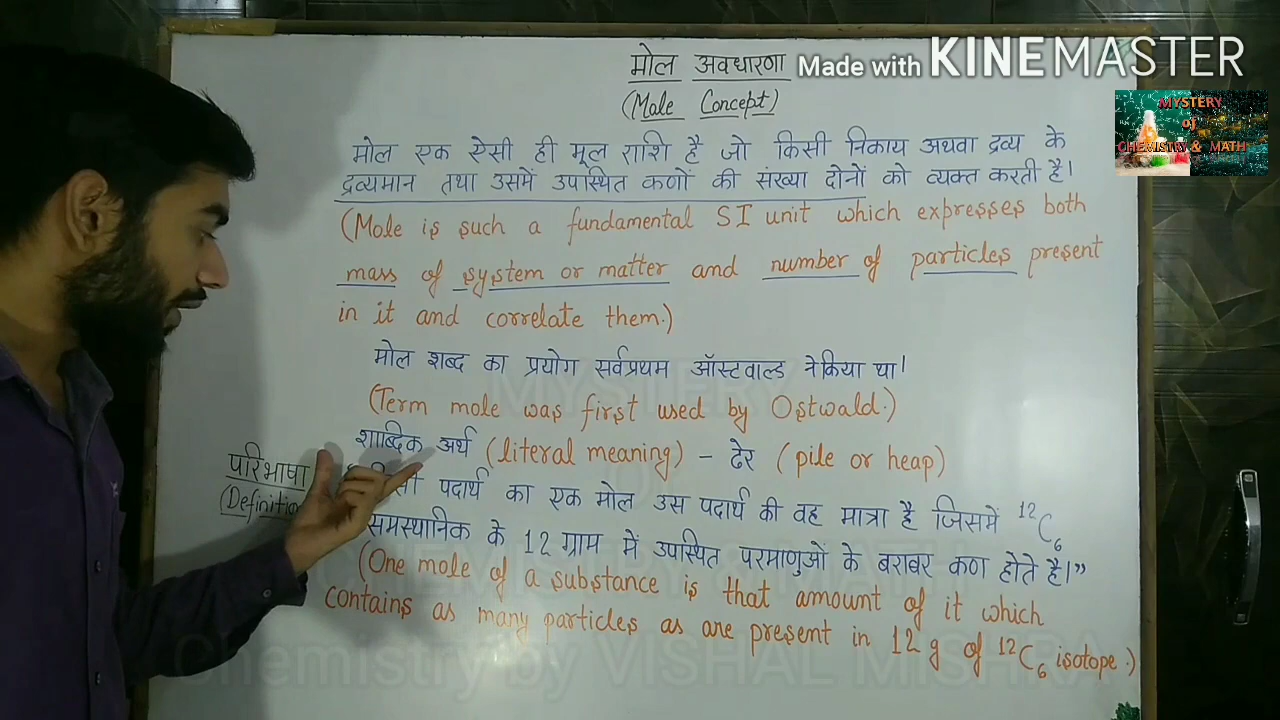 मोल अवधारणा
Made with KINEMASTER
(Mole Concept)
MYSTERY
of
CHEMISTRY & MATH
मोल एक ऐसी ही मूल राशि है जो किसी निकाय अथवा द्रव्य के
द्रव्यमान तथा उसमें उपस्थित कणों की संख्या दोनों को व्यक्त करती है।
(Mole is such a fundamental SI unit which expresses both
mass of system or matter and number of particles present
in it and correlate them.)
मोल शब्द का प्रयोग सर्वप्रथम ऑस्टवाल्ड ने किया था।
(Term mole was first used by Ostwald.)
शाब्दिक अर्थ (literal meaning) – ढेर (pile or heap)
परिभाषा
(Definition
पदार्थ का एक मोल उस पदार्थ की वह मात्रा है जिसमें ¹²C₆
समस्थानिक के 12 ग्राम में उपस्थित परमाणुओं के बराबर कण होते है।”
(One mole of a substance is that amount of it which
contains as many particles as are present in 12 g of ¹²C₆ isotope.)
Chemistry by VISHAL MISHRA